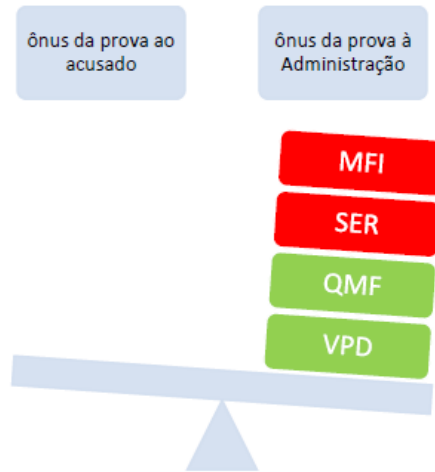 ônus da prova ao
acusado
ônus da prova à
Administração
MFI
SER
QMF
VPD